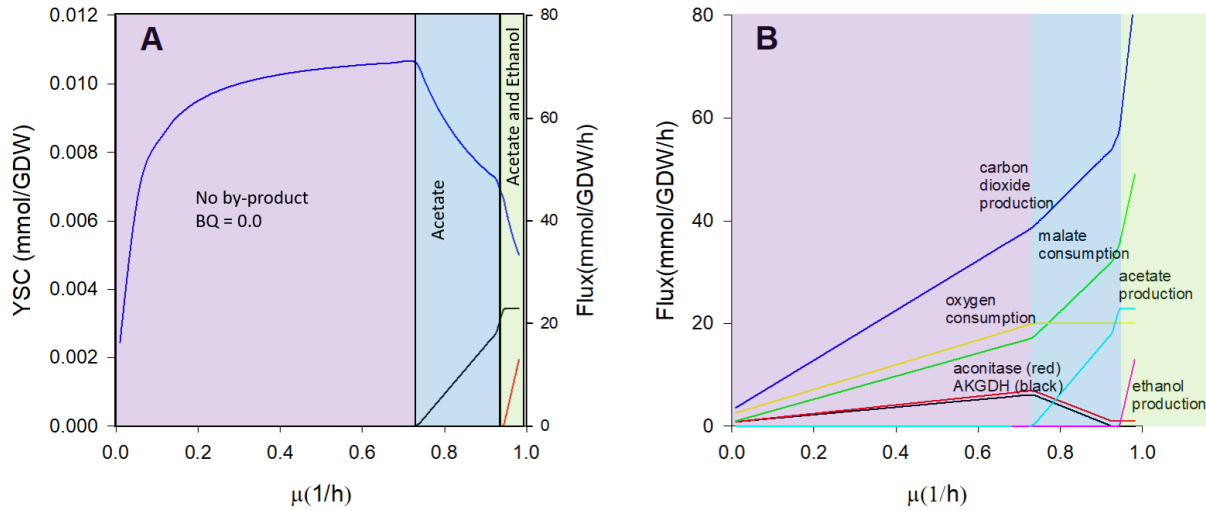 A
YSC (mmol/GDW)
0.012
0.010
0.008
0.006
0.004
0.002
0.000
No by-product
BQ = 0.0
Acetate
Acetate and Ethanol
80
60
40
20
0
Flux(mmol/GDW/h)
0.0 0.2 0.4 0.6 0.8 1.0
μ(1/h)
B
Flux(mmol/GDW/h)
80
60
40
20
0
carbon
dioxide
production
malate
consumption
acetate
production
oxygen
consumption
aconitase (red)
AKGDH (black)
ethanol
production
0.0 0.2 0.4 0.6 0.8 1.0
μ(1/h)